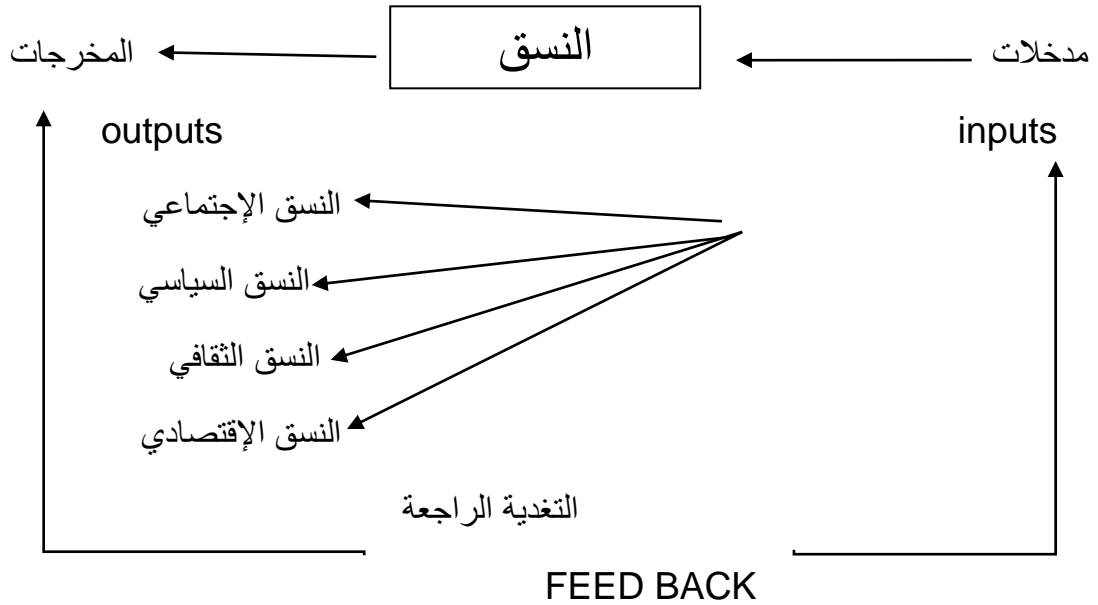 مدخلات
النسق
المخرجات
inputs
outputs
النسق الإجتماعي
النسق السياسي
النسق الثقافي
النسق الإقتصادي
التغدية الراجعة
FEED BACK